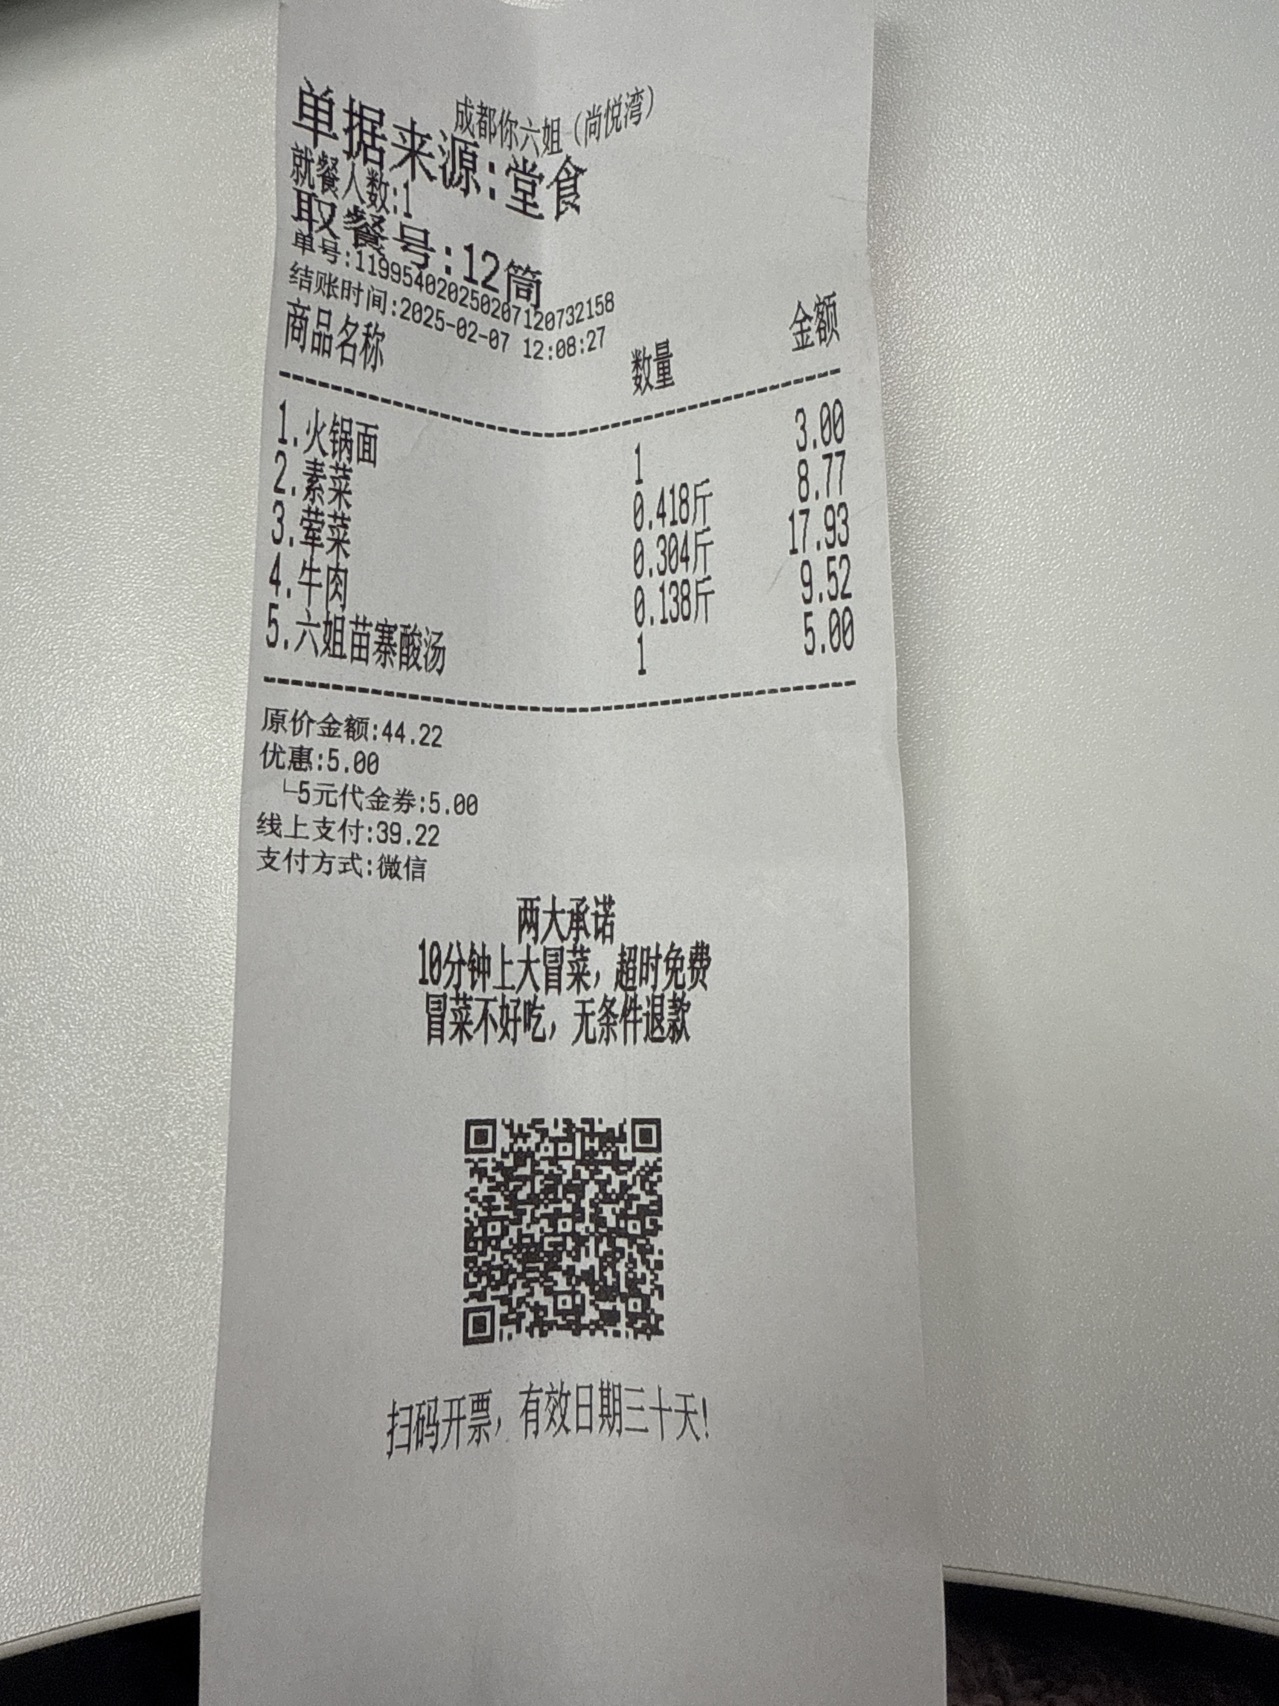 成都你六姐（尚悦湾）
单据来源:堂食
就餐人数:1
取餐号:12筒
单号:119954020250207120732158
结账时间:2025-02-07 12:08:27
商品名称 数量 金额
1.火锅面 1 3.00
2.素菜 0.418斤 8.77
3.荤菜 0.304斤 17.93
4.牛肉 0.138斤 9.52
5.六姐苗寨酸汤 1 5.00
原价金额:44.22
优惠:5.00
└5元代金券:5.00
线上支付:39.22
支付方式:微信
两大承诺
10分钟上大冒菜，超时免费
冒菜不好吃，无条件退款
扫码开票，有效日期三十天!